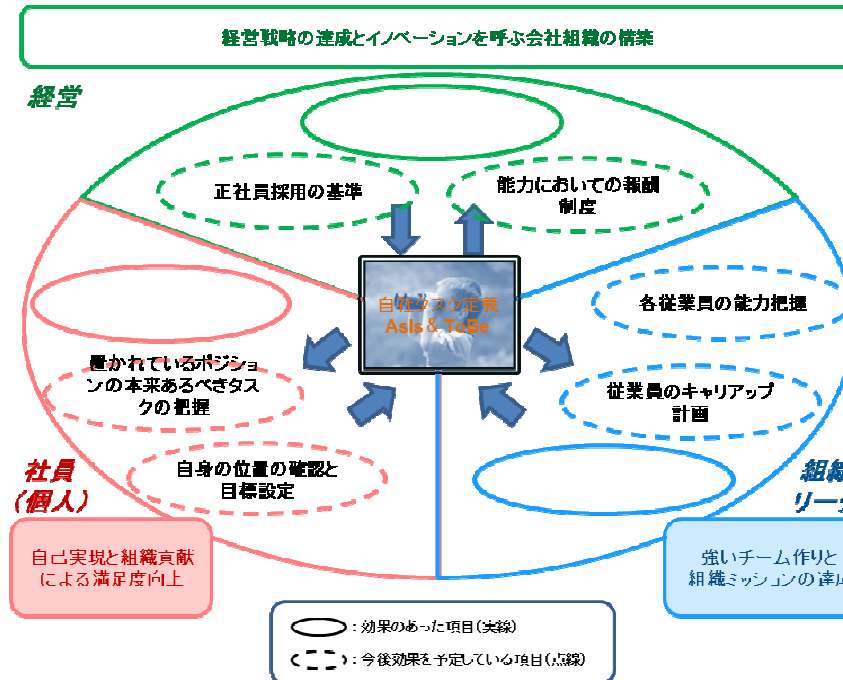 経営戦略の達成とイノベーションを呼ぶ会社組織の構築
経営
正社員採用の基準
能力においての報酬
制度
自社タスク定義
AsIs & ToBe
各従業員の能力把握
置かれているポジショ
ンの本来あるべきタス
クの把握
従業員のキャリアップ
計画
自身の位置の確認と
目標設定
社員
(個人)
組織
リーダ
自己実現と組織貢献
による満足度向上
強いチーム作りと
組織ミッションの達成
:効果のあった項目(実線)
:今後効果を予定している項目(点線)